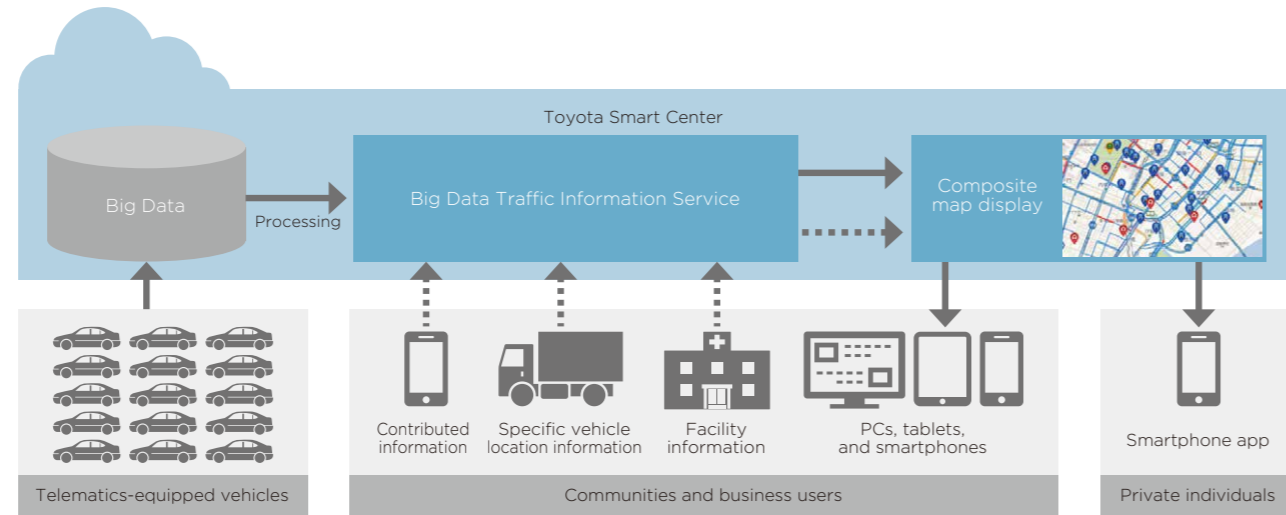 Toyota Smart Center
Big Data
Processing
Big Data Traffic Information Service
Composite
map display
Contributed
information
Specific vehicle
location information
Facility
information
PCs, tablets,
and smartphones
Smartphone app
Telematics-equipped vehicles
Communities and business users
Private individuals